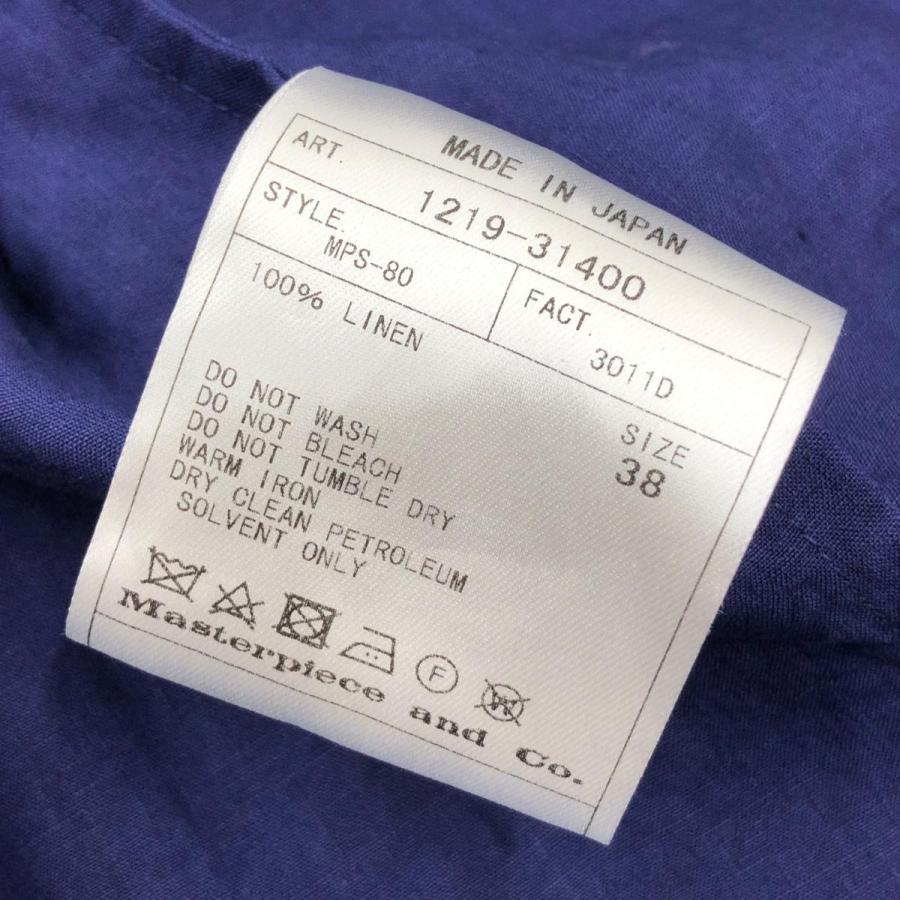 MADE IN JAPAN
ART. 1219-31400
STYLE. MPS-80
FACT. 3011D
100% LINEN
SIZE
38
DO NOT WASH
DO NOT BLEACH
DO NOT TUMBLE DRY
WARM IRON
DRY CLEAN PETROLEUM
SOLVENT ONLY
F
W
Masterpiece and Co.